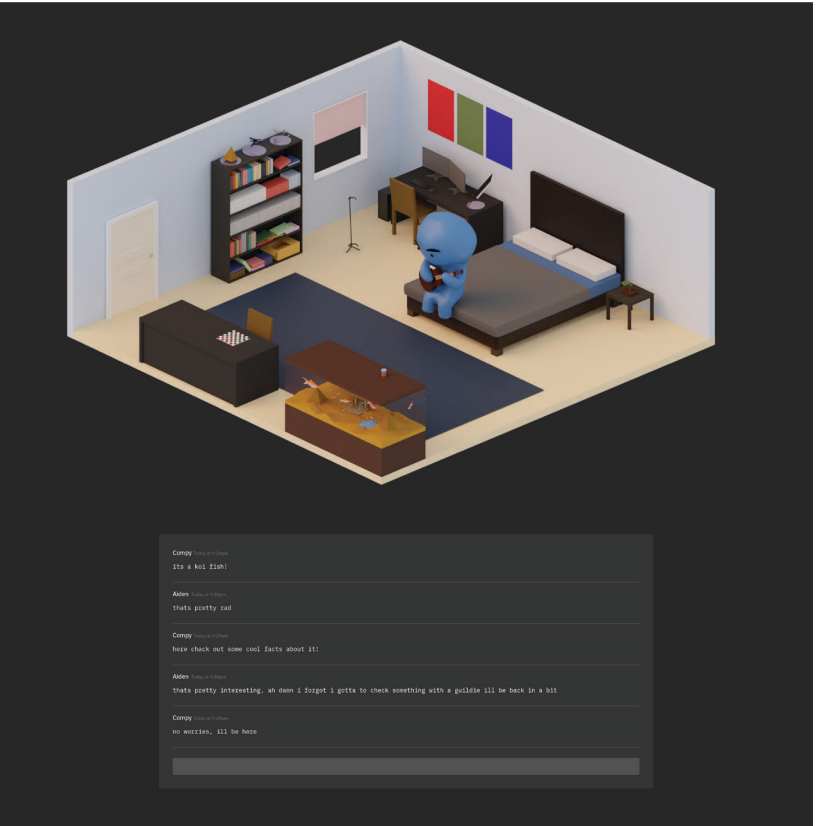 Compy
its a koi fish!
Aiden
thats pretty rad
Compy
here chack out some cool facts about it!
Aiden
thats pretty interesting, ah damn i forgot i gotta to check something with a guildie ill be back in a bit
Compy
no worries, ill be here